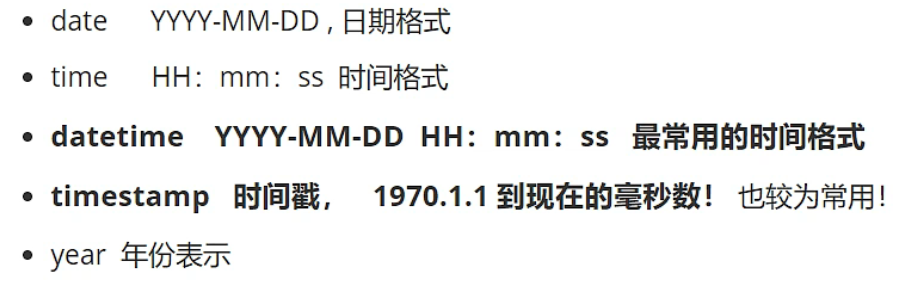 date YYYY-MM-DD , 日期格式
time HH：mm：ss 时间格式
datetime YYYY-MM-DD HH：mm：ss 最常用的时间格式
timestamp 时间戳， 1970.1.1 到现在的毫秒数！ 也较为常用！
year 年份表示